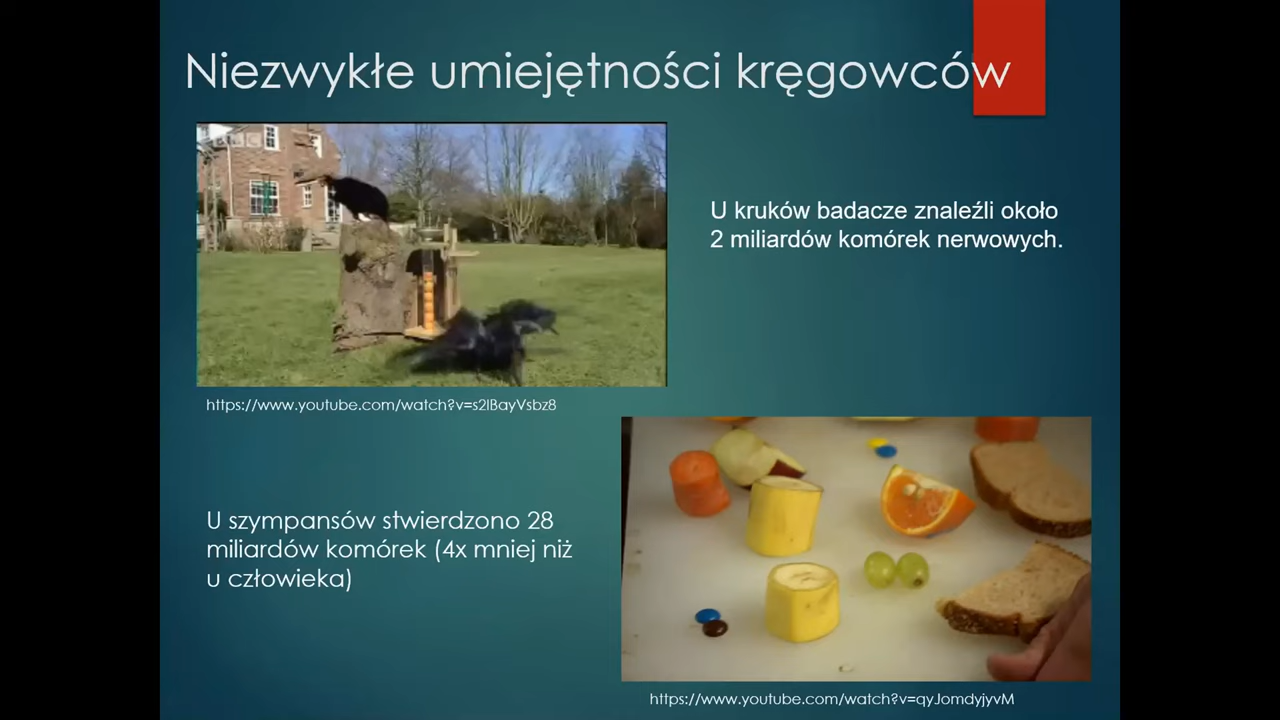 Niezwykłe umiejętności kręgowców
U kruków badacze znaleźli około
2 miliardów komórek nerwowych.
https://www.youtube.com/watch?v=s2IBayVsbz8
U szympansów stwierdzono 28
miliardów komórek (4x mniej niż
u człowieka)
https://www.youtube.com/watch?v=qyJomdyjyvM